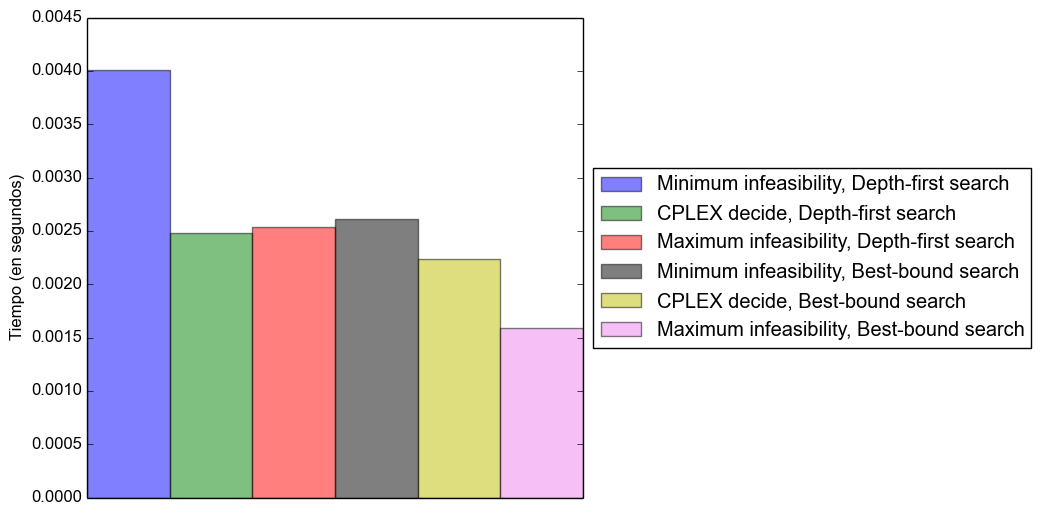 0.0045
0.0040
0.0035
0.0030
0.0025
0.0020
0.0015
0.0010
0.0005
0.0000
Tiempo (en segundos)
Minimum infeasibility, Depth-first search
CPLEX decide, Depth-first search
Maximum infeasibility, Depth-first search
Minimum infeasibility, Best-bound search
CPLEX decide, Best-bound search
Maximum infeasibility, Best-bound search